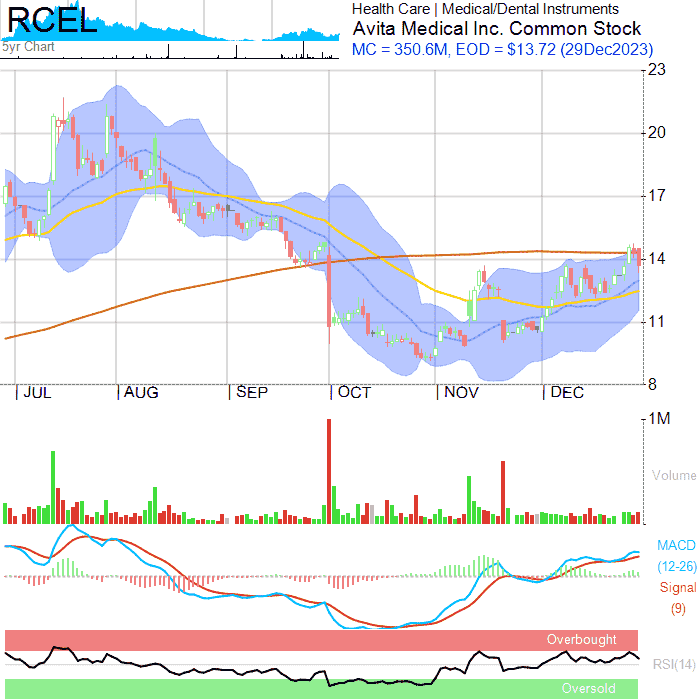 RCEL
5yr Chart
Health Care | Medical/Dental Instruments
Avita Medical Inc. Common Stock
MC = 350.6M, EOD = $13.72 (29Dec2023)
23
20
17
14
11
8
| JUL | AUG | SEP | OCT | NOV | DEC
1M
Volume
MACD
(12-26)
Signal
(9)
Overbought
RSI(14)
Oversold